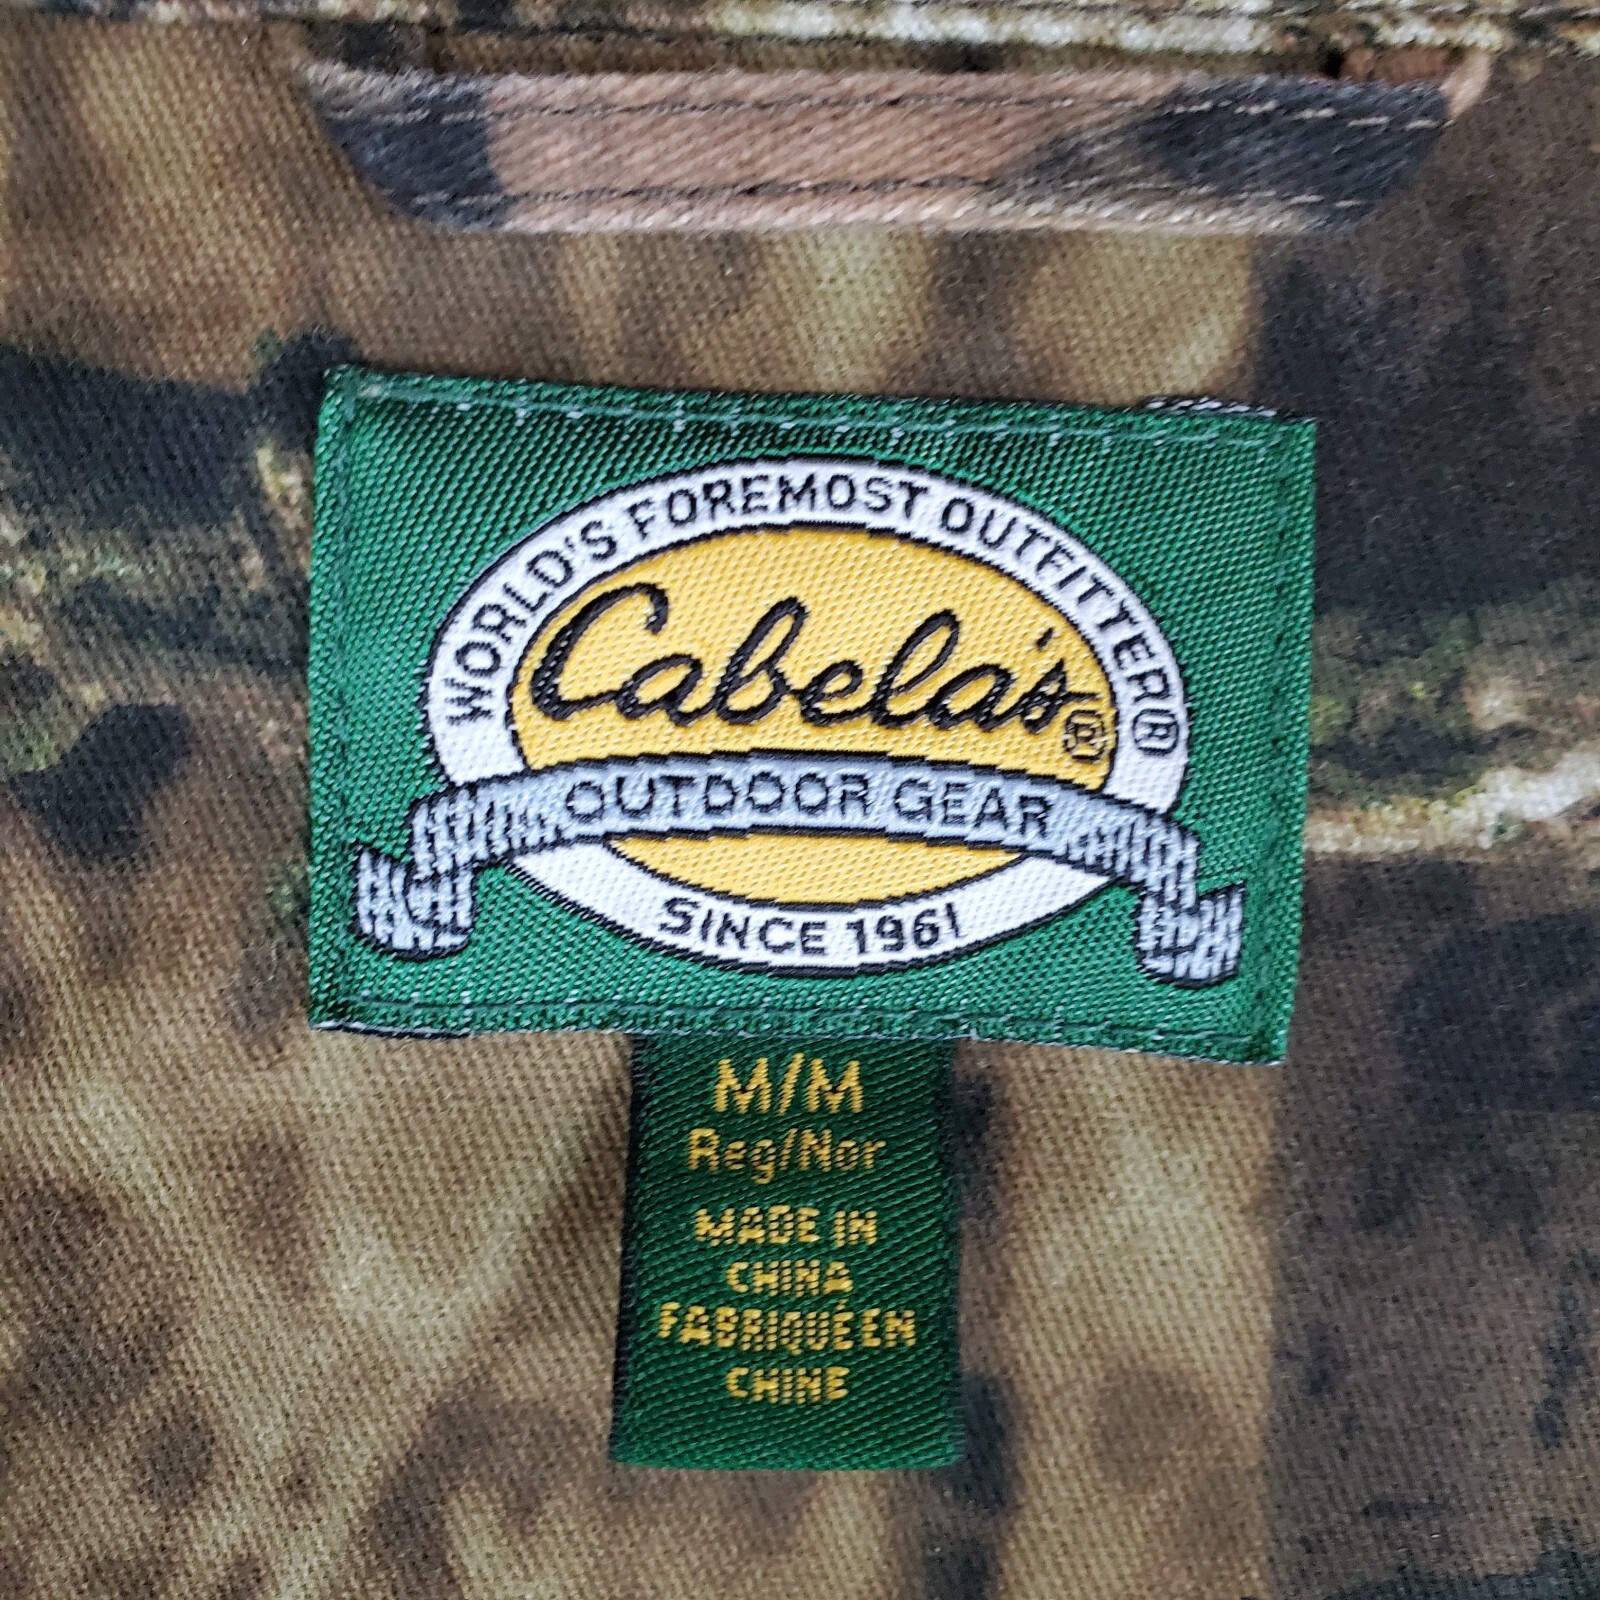 WORLD'S FOREMOST OUTFITTER®
Cabela's®
OUTDOOR GEAR
SINCE 1961
M/M
Reg/Nor
MADE IN
CHINA
FABRIQUÉ EN
CHINE